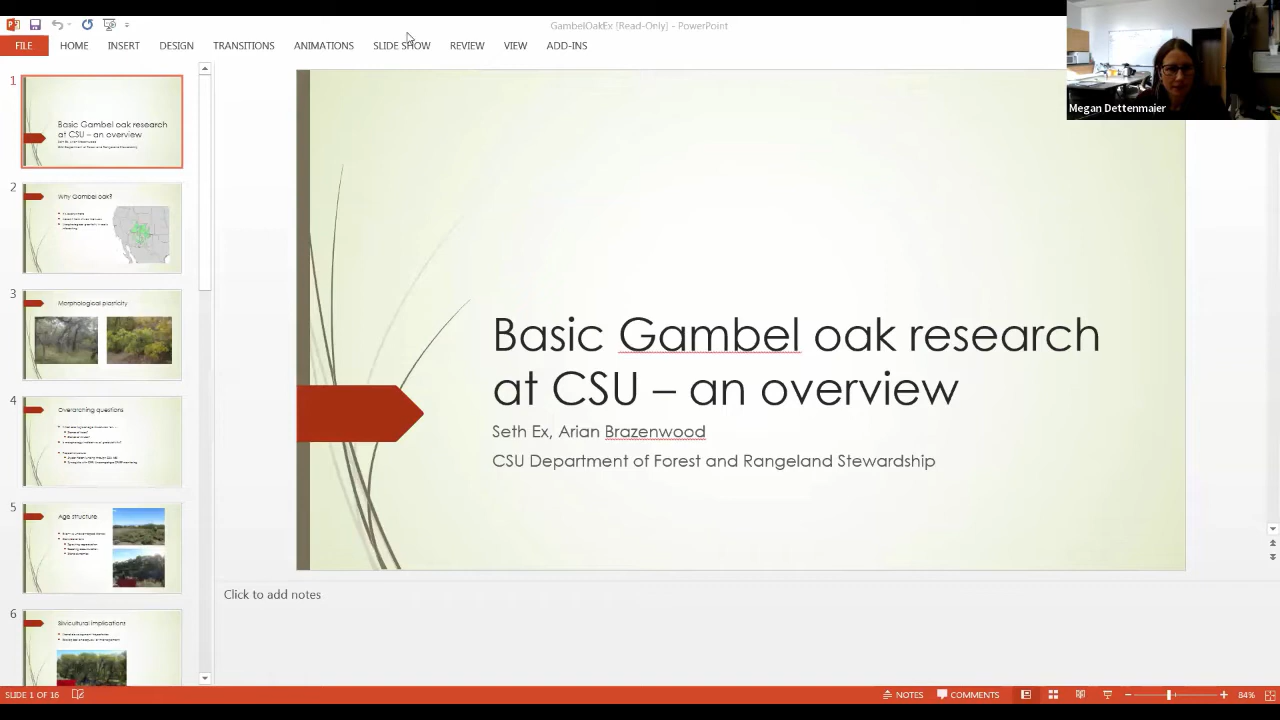 GambelOakEx [Read-Only] - PowerPoint
FILE HOME INSERT DESIGN TRANSITIONS ANIMATIONS SLIDE SHOW REVIEW VIEW ADD-INS
Megan Dettenmaier
1
Basic Gambel oak research
at CSU – an overview
2
Why Gambel oak?
3
Morphological plasticity
4
Overarching questions
5
Age structure
6
Silvicultural implications
Basic Gambel oak research
at CSU – an overview
Seth Ex, Arian Brazenwood
CSU Department of Forest and Rangeland Stewardship
Click to add notes
SLIDE 1 OF 16
NOTES COMMENTS 84%